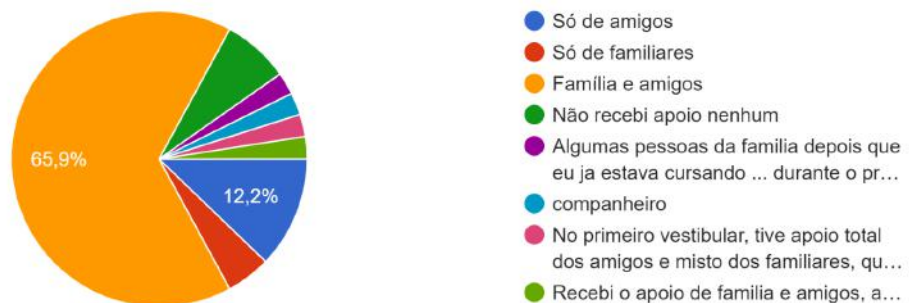 65,9%
12,2%
Só de amigos
Só de familiares
Família e amigos
Não recebi apoio nenhum
Algumas pessoas da familia depois que
eu ja estava cursando ... durante o pr...
companheiro
No primeiro vestibular, tive apoio total
dos amigos e misto dos familiares, qu...
Recebi o apoio de familia e amigos, a...